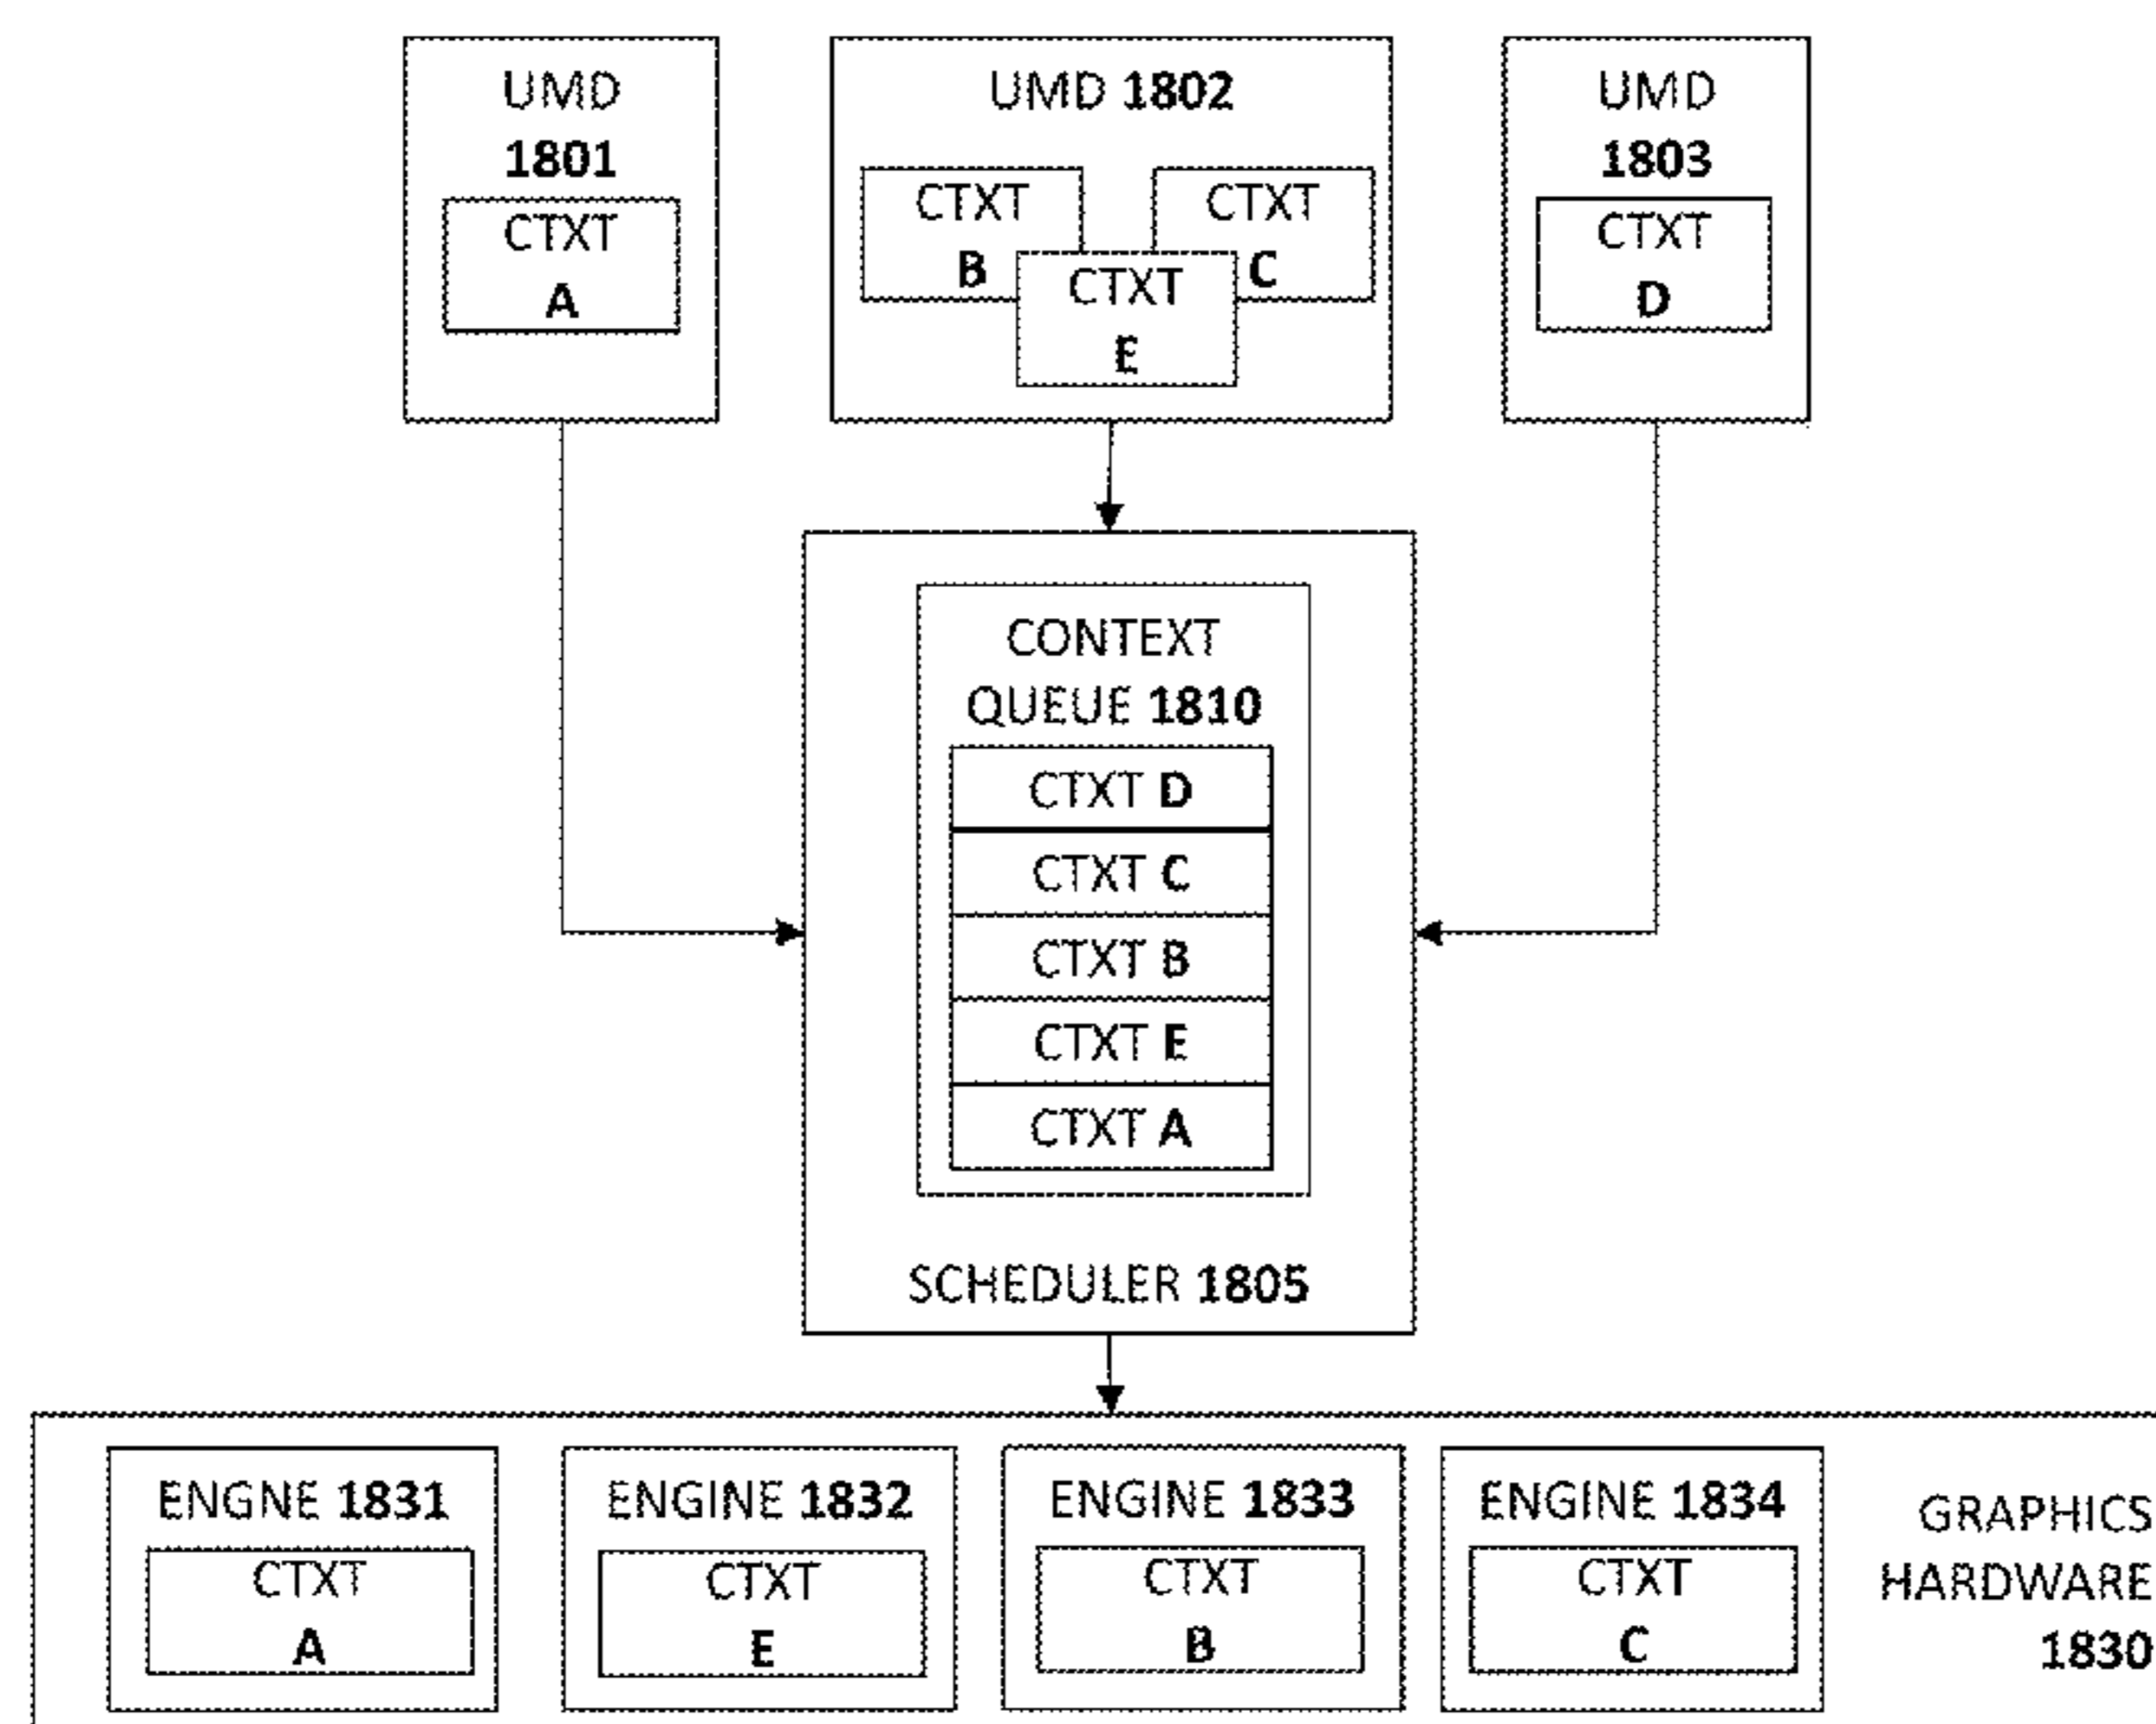 UMD
1801
CTXT
A
UMD 1802
CTXT
B
CTXT
C
CTXT
E
UMD
1803
CTXT
D
CONTEXT
QUEUE 1810
CTXT D
CTXT C
CTXT B
CTXT E
CTXT A
SCHEDULER 1805
ENGNE 1831
CTXT
A
ENGINE 1832
CTXT
E
ENGINE 1833
CTXT
B
ENGINE 1834
CTXT
C
GRAPHICS
HARDWARE
1830